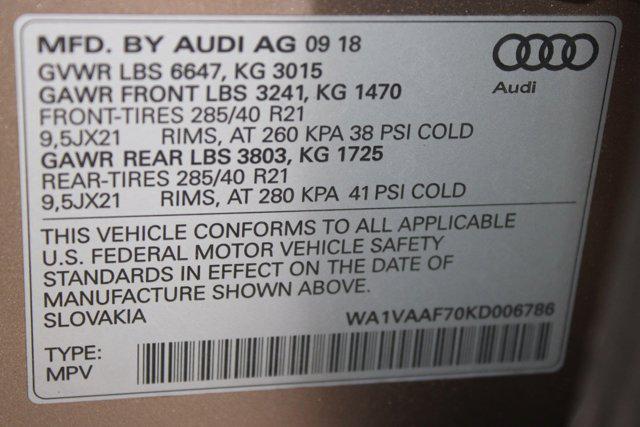 MFD. BY AUDI AG 09 18
GVWR LBS 6647, KG 3015
GAWR FRONT LBS 3241, KG 1470
FRONT-TIRES 285/40 R21
9,5JX21 RIMS, AT 260 KPA 38 PSI COLD
GAWR REAR LBS 3803, KG 1725
REAR-TIRES 285/40 R21
9,5JX21 RIMS, AT 280 KPA 41 PSI COLD
Audi
THIS VEHICLE CONFORMS TO ALL APPLICABLE
U.S. FEDERAL MOTOR VEHICLE SAFETY
STANDARDS IN EFFECT ON THE DATE OF
MANUFACTURE SHOWN ABOVE.
SLOVAKIA WA1VAAF70KD006786
TYPE:
MPV